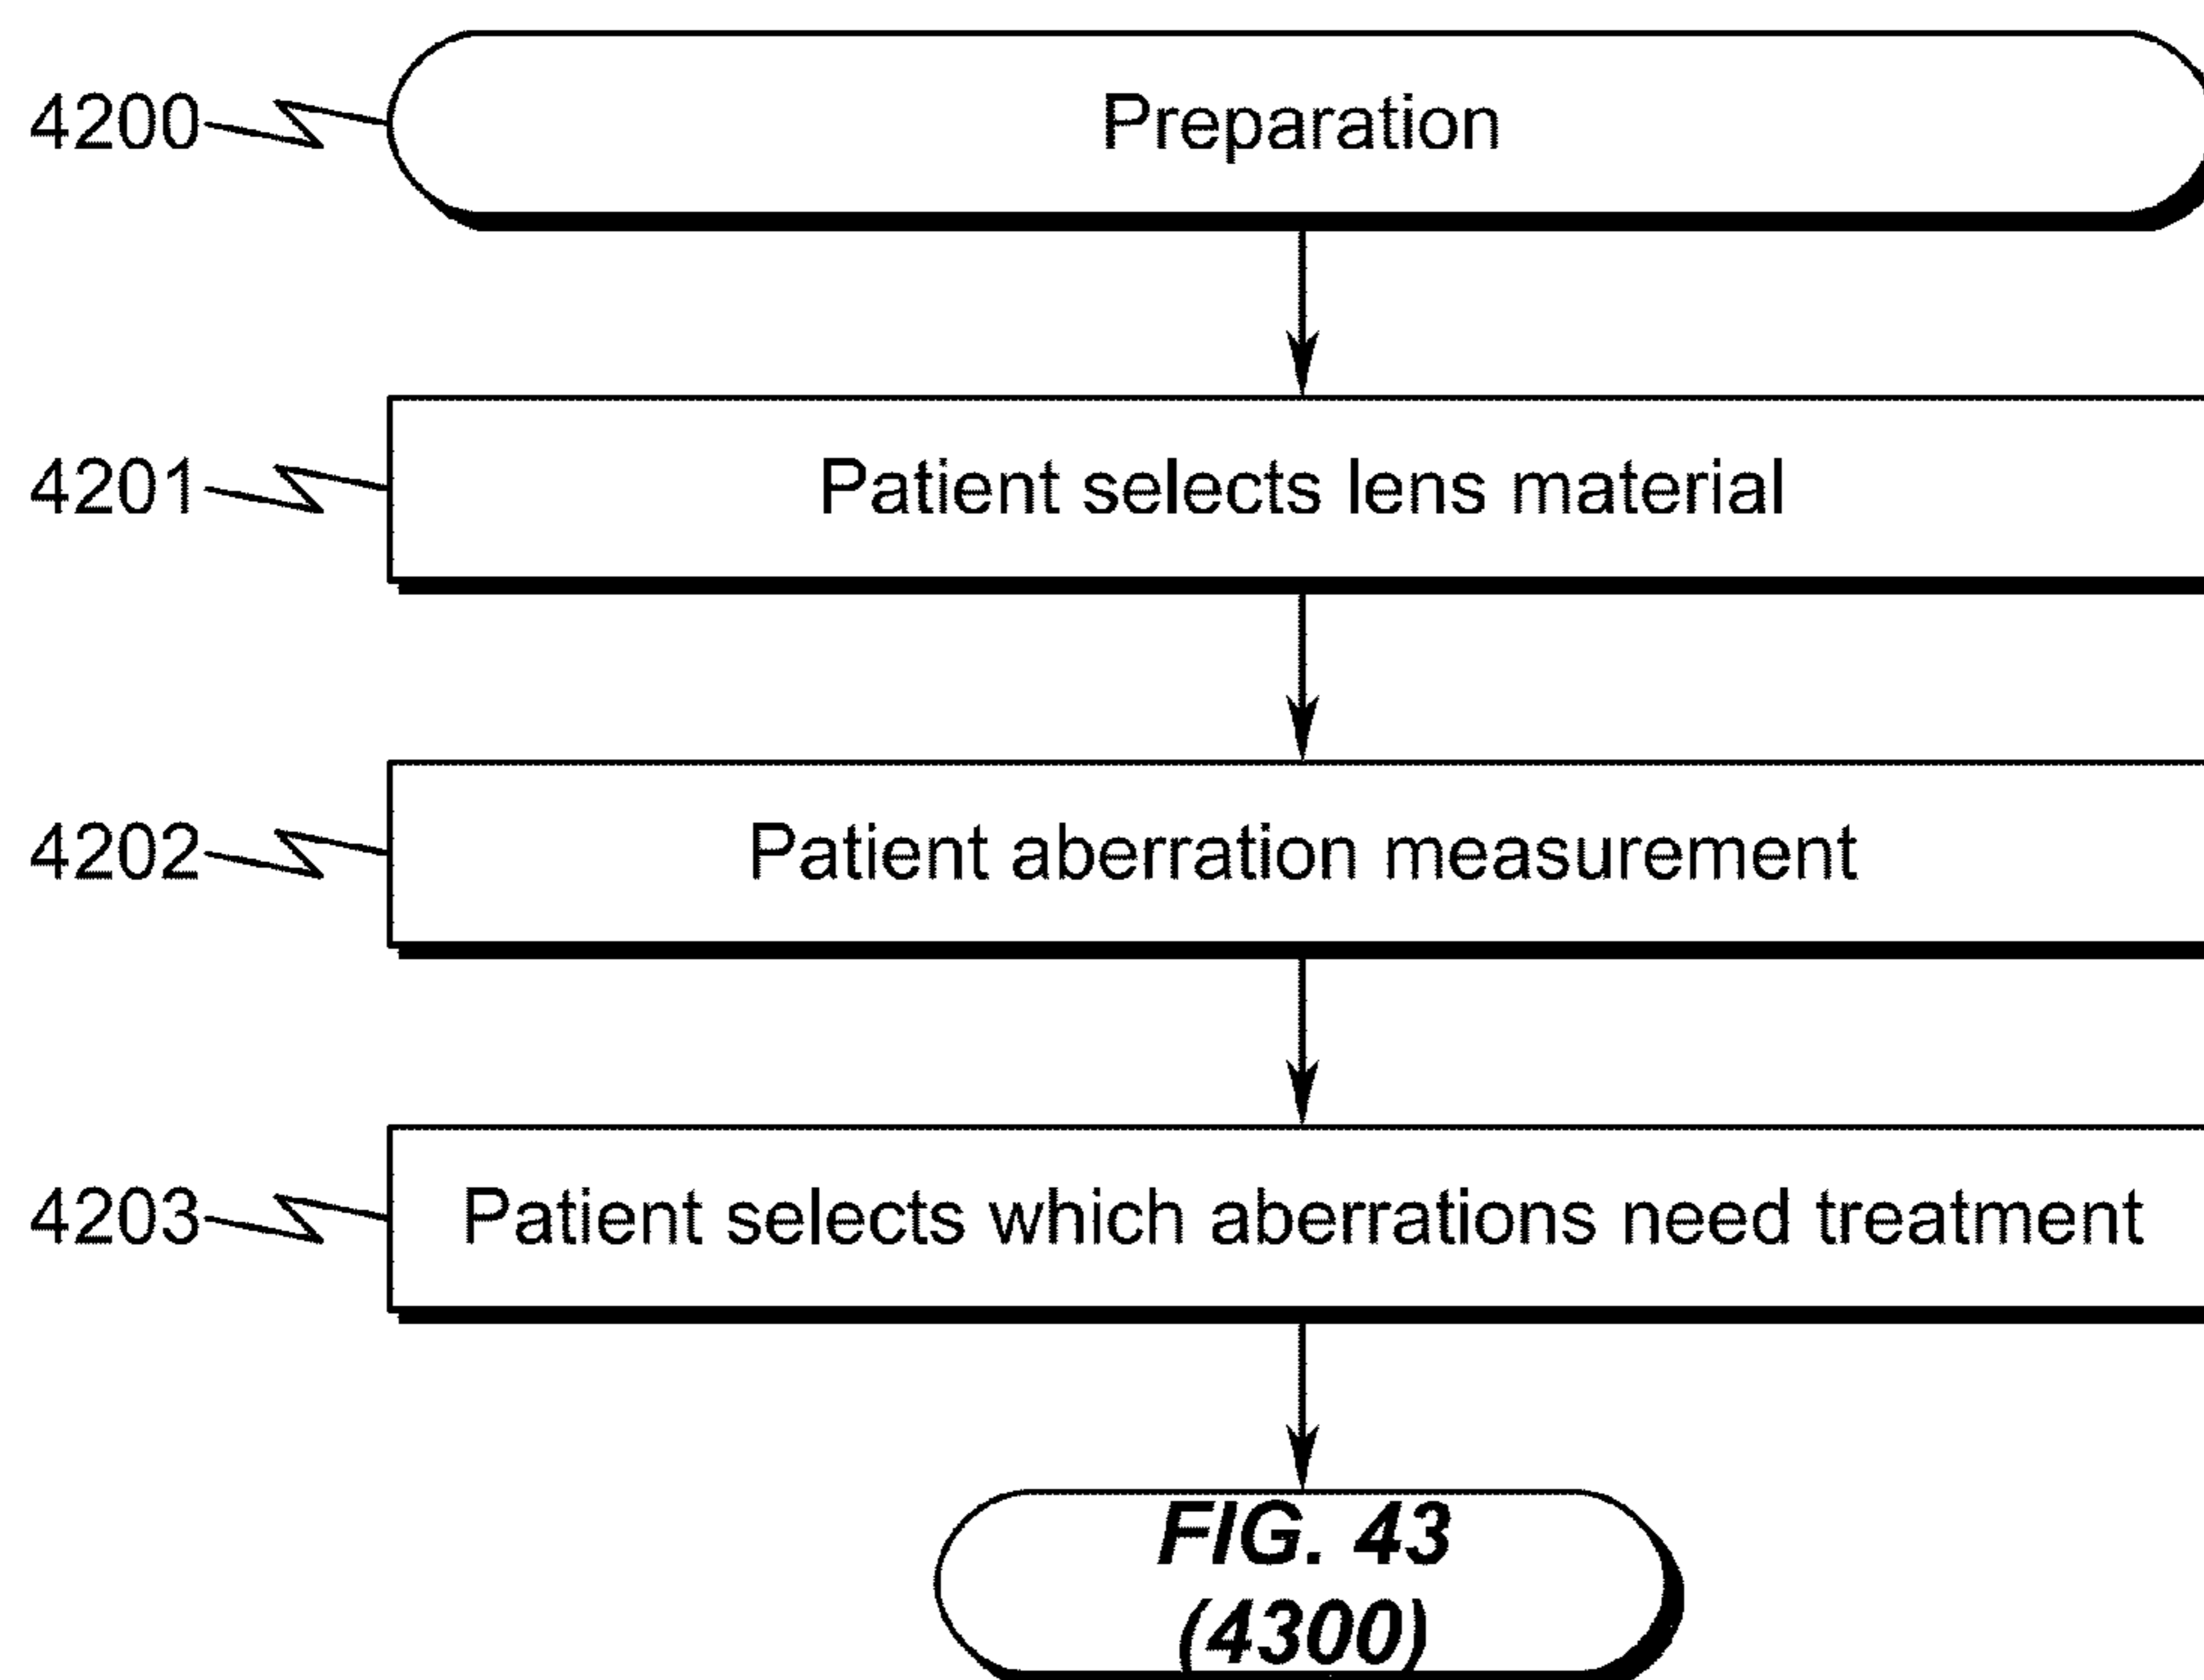 4200 Preparation
4201 Patient selects lens material
4202 Patient aberration measurement
4203 Patient selects which aberrations need treatment
FIG. 43
(4300)